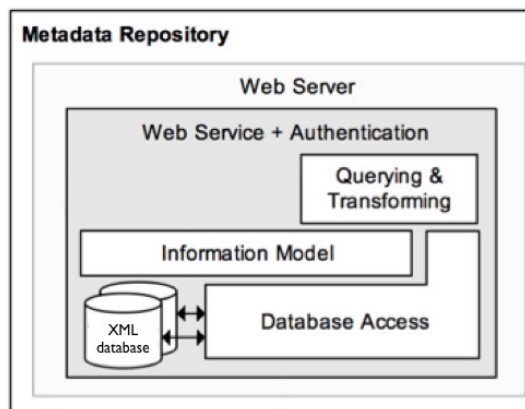 Metadata Repository
Web Server
Web Service + Authentication
Querying &
Transforming
Information Model
XML
database
Database Access